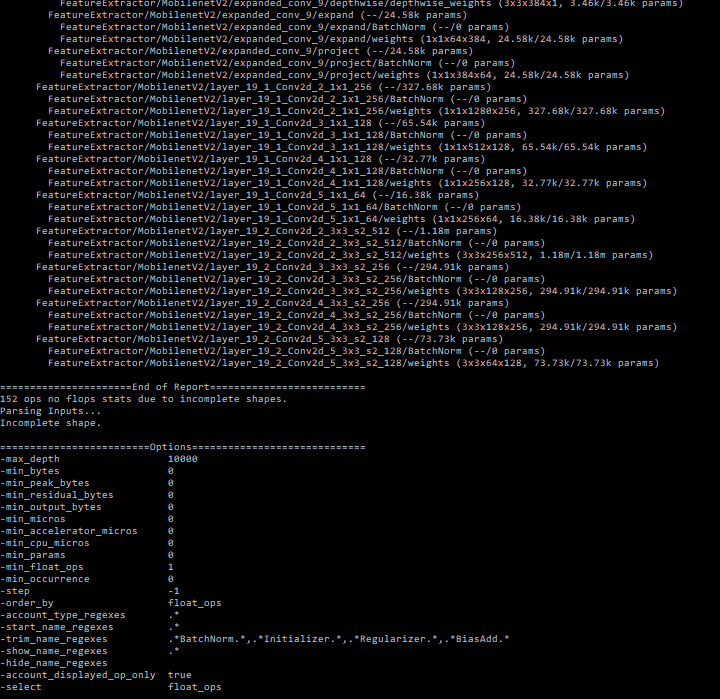 FeatureExtractor/MobilenetV2/expanded_conv_9/depthwise/depthwise_weights (3x3x384x1, 3.46k/3.46k params)
FeatureExtractor/MobilenetV2/expanded_conv_9/expand (--/24.58k params)
FeatureExtractor/MobilenetV2/expanded_conv_9/expand/BatchNorm (--/0 params)
FeatureExtractor/MobilenetV2/expanded_conv_9/expand/weights (1x1x64x384, 24.58k/24.58k params)
FeatureExtractor/MobilenetV2/expanded_conv_9/project (--/24.58k params)
FeatureExtractor/MobilenetV2/expanded_conv_9/project/BatchNorm (--/0 params)
FeatureExtractor/MobilenetV2/expanded_conv_9/project/weights (1x1x384x64, 24.58k/24.58k params)
FeatureExtractor/MobilenetV2/layer_19_1_Conv2d_2_1x1_256 (--/327.68k params)
FeatureExtractor/MobilenetV2/layer_19_1_Conv2d_2_1x1_256/BatchNorm (--/0 params)
FeatureExtractor/MobilenetV2/layer_19_1_Conv2d_2_1x1_256/weights (1x1x1280x256, 327.68k/327.68k params)
FeatureExtractor/MobilenetV2/layer_19_1_Conv2d_3_1x1_128 (--/65.54k params)
FeatureExtractor/MobilenetV2/layer_19_1_Conv2d_3_1x1_128/BatchNorm (--/0 params)
FeatureExtractor/MobilenetV2/layer_19_1_Conv2d_3_1x1_128/weights (1x1x512x128, 65.54k/65.54k params)
FeatureExtractor/MobilenetV2/layer_19_1_Conv2d_4_1x1_128 (--/32.77k params)
FeatureExtractor/MobilenetV2/layer_19_1_Conv2d_4_1x1_128/BatchNorm (--/0 params)
FeatureExtractor/MobilenetV2/layer_19_1_Conv2d_4_1x1_128/weights (1x1x256x128, 32.77k/32.77k params)
FeatureExtractor/MobilenetV2/layer_19_1_Conv2d_5_1x1_64 (--/16.38k params)
FeatureExtractor/MobilenetV2/layer_19_1_Conv2d_5_1x1_64/BatchNorm (--/0 params)
FeatureExtractor/MobilenetV2/layer_19_1_Conv2d_5_1x1_64/weights (1x1x256x64, 16.38k/16.38k params)
FeatureExtractor/MobilenetV2/layer_19_2_Conv2d_2_3x3_s2_512 (--/1.18m params)
FeatureExtractor/MobilenetV2/layer_19_2_Conv2d_2_3x3_s2_512/BatchNorm (--/0 params)
FeatureExtractor/MobilenetV2/layer_19_2_Conv2d_2_3x3_s2_512/weights (3x3x256x512, 1.18m/1.18m params)
FeatureExtractor/MobilenetV2/layer_19_2_Conv2d_3_3x3_s2_256 (--/294.91k params)
FeatureExtractor/MobilenetV2/layer_19_2_Conv2d_3_3x3_s2_256/BatchNorm (--/0 params)
FeatureExtractor/MobilenetV2/layer_19_2_Conv2d_3_3x3_s2_256/weights (3x3x128x256, 294.91k/294.91k params)
FeatureExtractor/MobilenetV2/layer_19_2_Conv2d_4_3x3_s2_256 (--/294.91k params)
FeatureExtractor/MobilenetV2/layer_19_2_Conv2d_4_3x3_s2_256/BatchNorm (--/0 params)
FeatureExtractor/MobilenetV2/layer_19_2_Conv2d_4_3x3_s2_256/weights (3x3x128x256, 294.91k/294.91k params)
FeatureExtractor/MobilenetV2/layer_19_2_Conv2d_5_3x3_s2_128 (--/73.73k params)
FeatureExtractor/MobilenetV2/layer_19_2_Conv2d_5_3x3_s2_128/BatchNorm (--/0 params)
FeatureExtractor/MobilenetV2/layer_19_2_Conv2d_5_3x3_s2_128/weights (3x3x64x128, 73.73k/73.73k params)
======================End of Report==========================
152 ops no flops stats due to incomplete shapes.
Parsing Inputs...
Incomplete shape.
=========================Options=============================
-max_depth 10000
-min_bytes 0
-min_peak_bytes 0
-min_residual_bytes 0
-min_output_bytes 0
-min_micros 0
-min_accelerator_micros 0
-min_cpu_micros 0
-min_params 0
-min_float_ops 1
-min_occurrence 0
-step -1
-order_by float_ops
-account_type_regexes .*
-start_name_regexes .*
-trim_name_regexes .*BatchNorm.*,.*Initializer.*,.*Regularizer.*,.*BiasAdd.*
-show_name_regexes .*
-hide_name_regexes
-account_displayed_op_only true
-select float_ops